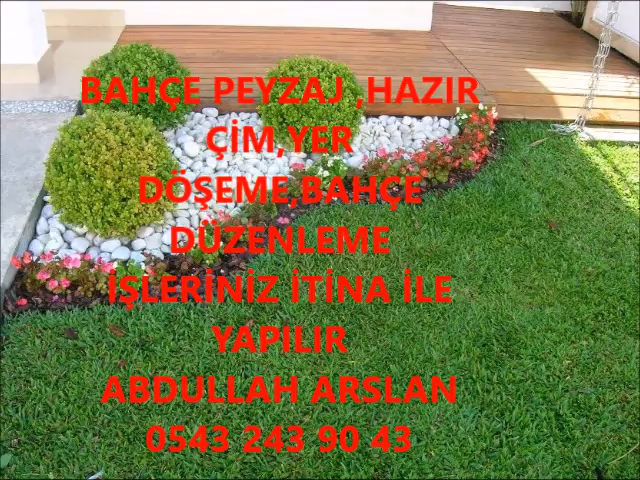 BAHÇE PEYZAJ ,HAZIR
ÇİM,YER
DÖŞEME,BAHÇE
DÜZENLEME
İŞLERİNİZ İTİNA İLE
YAPILIR
ABDULLAH ARSLAN
0543 243 90 43